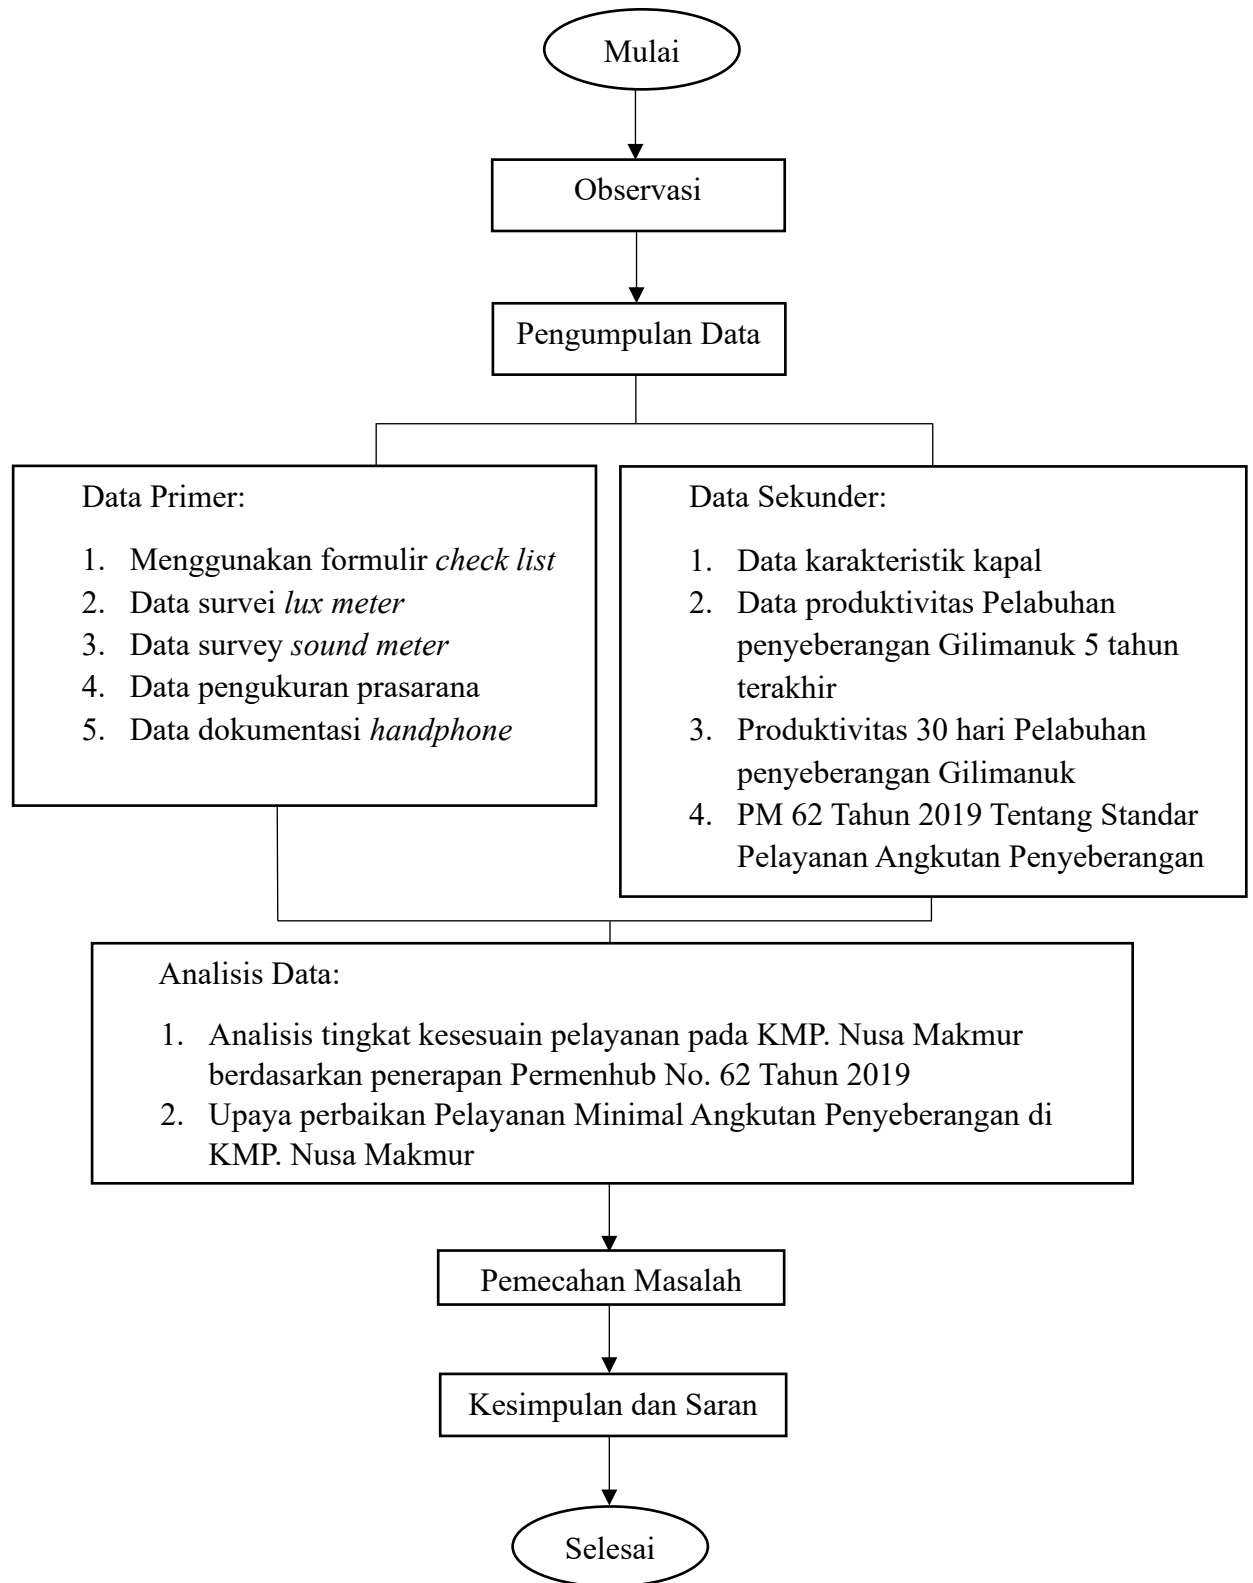 Mulai
Observasi
Pengumpulan Data
Data Primer:
1. Menggunakan formulir check list
2. Data survei lux meter
3. Data survey sound meter
4. Data pengukuran prasarana
5. Data dokumentasi handphone
Data Sekunder:
1. Data karakteristik kapal
2. Data produktivitas Pelabuhan
penyeberangan Gilimanuk 5 tahun
terakhir
3. Produktivitas 30 hari Pelabuhan
penyeberangan Gilimanuk
4. PM 62 Tahun 2019 Tentang Standar
Pelayanan Angkutan Penyeberangan
Analisis Data:
1. Analisis tingkat kesesuain pelayanan pada KMP. Nusa Makmur
berdasarkan penerapan Permenhub No. 62 Tahun 2019
2. Upaya perbaikan Pelayanan Minimal Angkutan Penyeberangan di
KMP. Nusa Makmur
Pemecahan Masalah
Kesimpulan dan Saran
Selesai